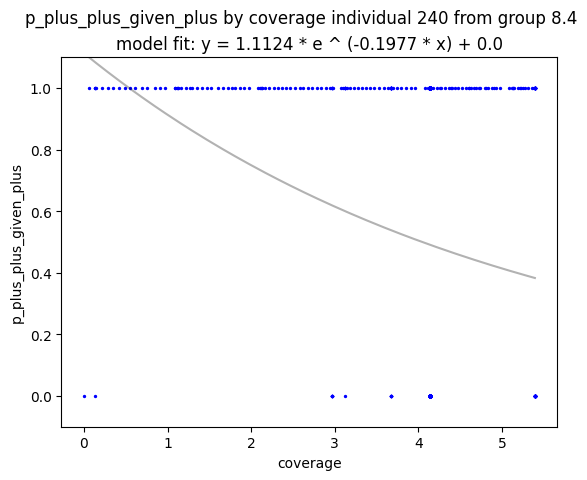 p_plus_plus_given_plus by coverage individual 240 from group 8.4
model fit: y = 1.1124 * e ^ (-0.1977 * x) + 0.0
1.0
0.8
0.6
0.4
0.2
0.0
p_plus_plus_given_plus
0 1 2 3 4 5
coverage